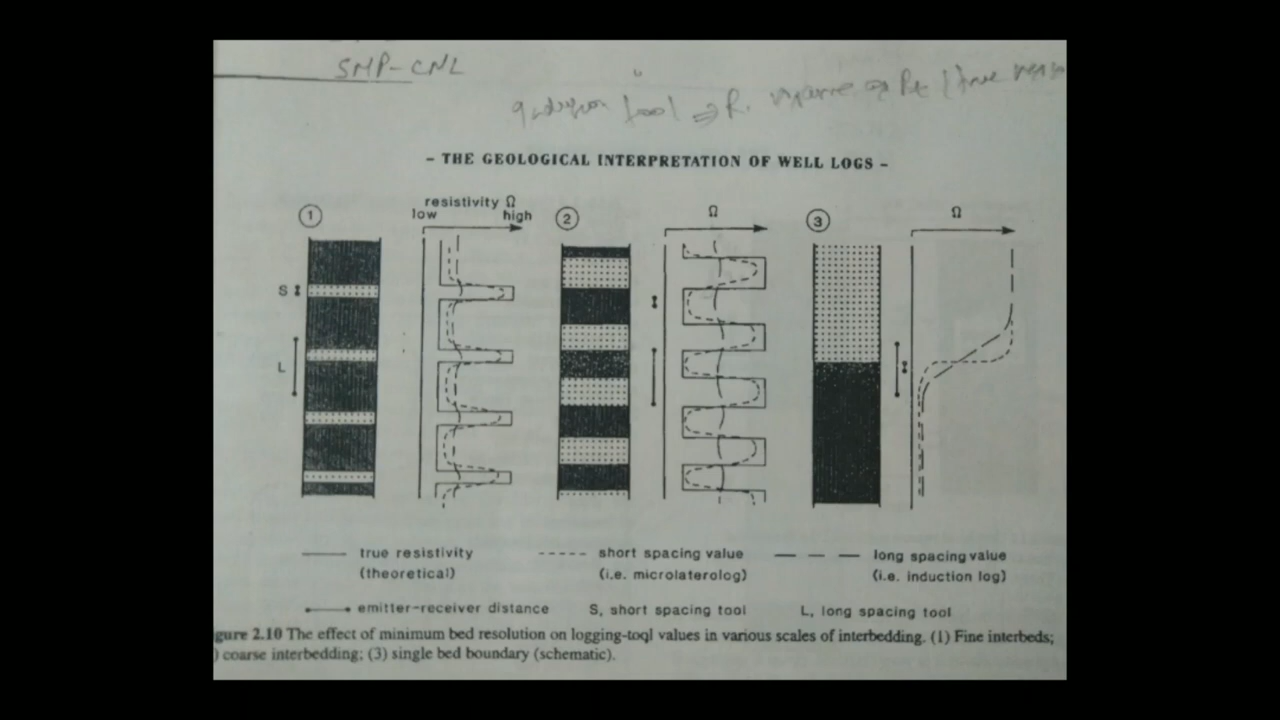 SNP-CNL
tool ⇒ R
– THE GEOLOGICAL INTERPRETATION OF WELL LOGS –
1
resistivity Ω
low high
2
Ω
3
Ω
S
L
true resistivity
(theoretical)
short spacing value
(i.e. microlaterolog)
long spacing value
(i.e. induction log)
emitter-receiver distance S, short spacing tool L, long spacing tool
gure 2.10 The effect of minimum bed resolution on logging-tool values in various scales of interbedding. (1) Fine interbeds;
) coarse interbedding; (3) single bed boundary (schematic).